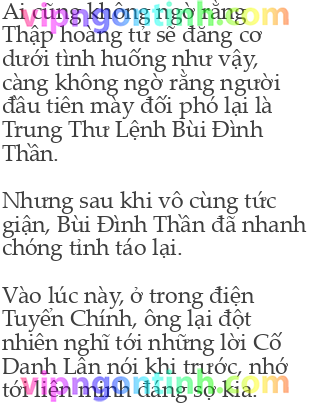 Ai cũng không ngờ rằng
Thập hoàng tử sẽ đăng cơ
dưới tình huống như vậy,
càng không ngờ rằng người
đầu tiên mày đối phó lại là
Trung Thư Lệnh Bùi Đình
Thần.
Nhưng sau khi vô cùng tức
giận, Bùi Đình Thần đã nhanh
chóng tỉnh táo lại.
Vào lúc này, ở trong điện
Tuyển Chính, ông lại đột
nhiên nghĩ tới những lời Cố
Danh Lân nói khi trước, nhớ
tới liên minh đáng sợ kia.
vipngontinh.com
vipngontinh.com